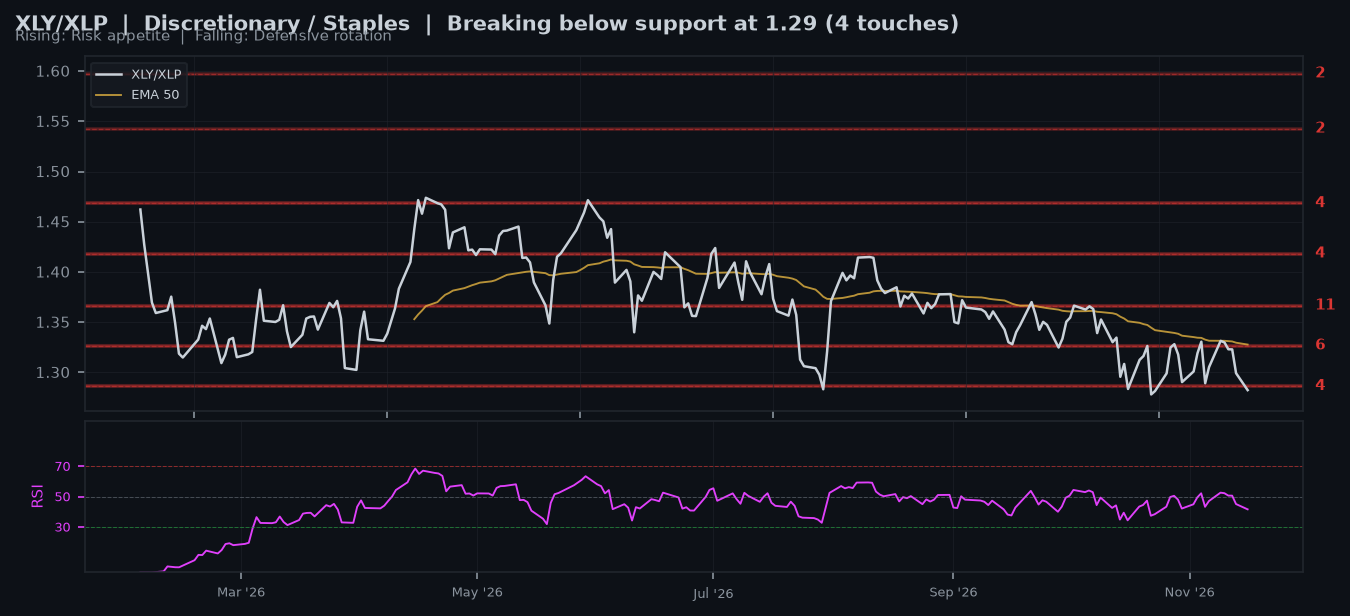 XLY/XLP | Discretionary / Staples | Breaking below support at 1.29 (4 touches)
Rising: Risk appetite | Falling: Defensive rotation
XLY/XLP
EMA 50
1.60
1.55
1.50
1.45
1.40
1.35
1.30
2
2
4
4
11
6
4
RSI
70
50
30
Mar '26
May '26
Jul '26
Sep '26
Nov '26